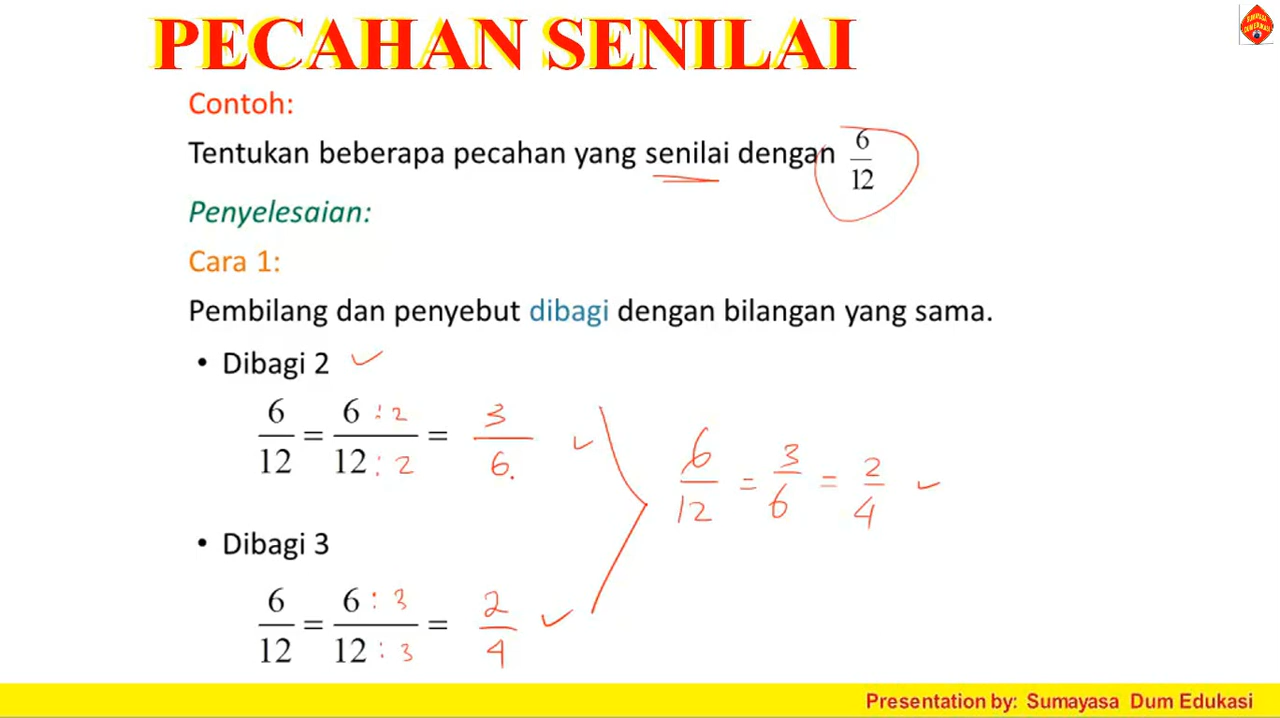 PECAHAN SENILAI
Contoh:
Tentukan beberapa pecahan yang senilai dengan 6/12
Penyelesaian:
Cara 1:
Pembilang dan penyebut dibagi dengan bilangan yang sama.
• Dibagi 2 ✓
6/12 = 6 : 2/12 : 2 = 3/6. ✓
6/12 = 3/6 = 2/4 ✓
• Dibagi 3
6/12 = 6 : 3/12 : 3 = 2/4 ✓
Presentation by: Sumayasa Dum Edukasi